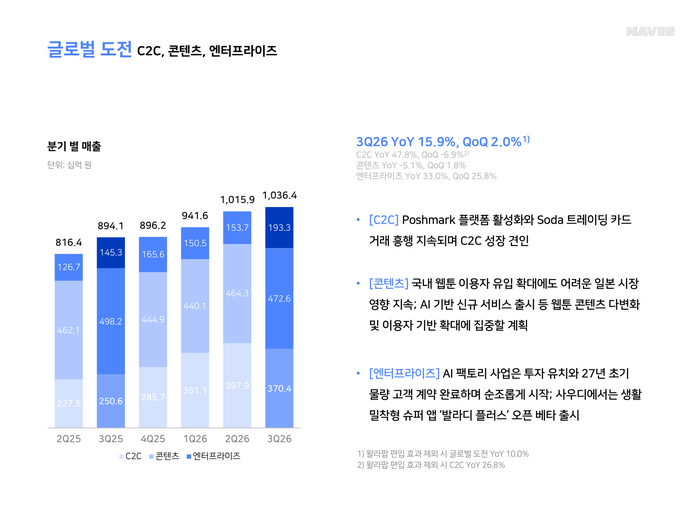 글로벌 도전 C2C, 콘텐츠, 엔터프라이즈
NAVER
분기 별 매출
단위: 십억 원
816.4
894.1
896.2
941.6
1,015.9
1,036.4
126.7
145.3
165.6
150.5
153.7
193.3
462.1
498.2
444.9
440.1
464.3
472.6
227.5
250.6
285.7
351.1
397.9
370.4
2Q25
3Q25
4Q25
1Q26
2Q26
3Q26
C2C
콘텐츠
엔터프라이즈
3Q26 YoY 15.9%, QoQ 2.0%1)
C2C YoY 47.8%, QoQ -6.9%2)
콘텐츠 YoY -5.1%, QoQ 1.8%
엔터프라이즈 YoY 33.0%, QoQ 25.8%
• [C2C] Poshmark 플랫폼 활성화와 Soda 트레이딩 카드
거래 흥행 지속되며 C2C 성장 견인
• [콘텐츠] 국내 웹툰 이용자 유입 확대에도 어려운 일본 시장
영향 지속; AI 기반 신규 서비스 출시 등 웹툰 콘텐츠 다변화
및 이용자 기반 확대에 집중할 계획
• [엔터프라이즈] AI 팩토리 사업은 투자 유치와 27년 초기
물량 고객 계약 완료하며 순조롭게 시작; 사우디에서는 생활
밀착형 슈퍼 앱 ‘발라디 플러스’ 오픈 베타 출시
1) 왈라팝 편입 효과 제외 시 글로벌 도전 YoY 10.0%
2) 왈라팝 편입 효과 제외 시 C2C YoY 26.8%